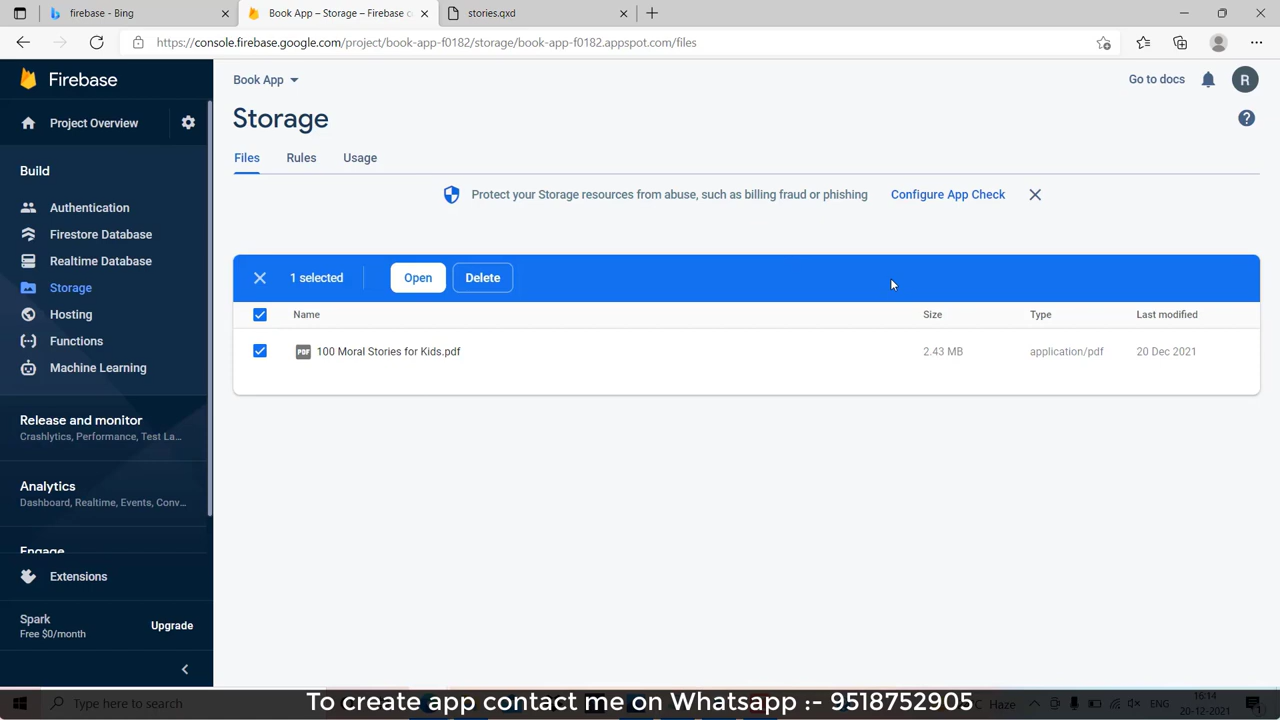 firebase - Bing
Book App – Storage – Firebase c
stories.qxd
https://console.firebase.google.com/project/book-app-f0182/storage/book-app-f0182.appspot.com/files
Firebase
Book App
Go to docs
R
Project Overview
Storage
Files Rules Usage
Protect your Storage resources from abuse, such as billing fraud or phishing Configure App Check
Build
Authentication
Firestore Database
Realtime Database
Storage
Hosting
Functions
Machine Learning
1 selected Open Delete
Name Size Type Last modified
PDF 100 Moral Stories for Kids.pdf 2.43 MB application/pdf 20 Dec 2021
Release and monitor
Crashlytics, Performance, Test La...
Analytics
Dashboard, Realtime, Events, Conv...
Engage
Extensions
Spark
Free $0/month
Upgrade
Type here to search
To create app contact me on Whatsapp :- 9518752905
Haze
ENG
16:14
20-12-2021